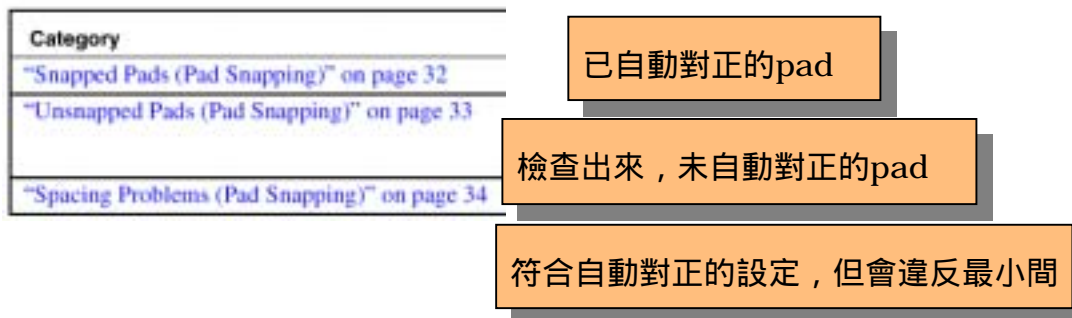 Category
"Snapped Pads (Pad Snapping)" on page 32
已自動對正的pad
"Unsnapped Pads (Pad Snapping)" on page 33
檢查出來，未自動對正的pad
"Spacing Problems (Pad Snapping)" on page 34
符合自動對正的設定，但會違反最小間